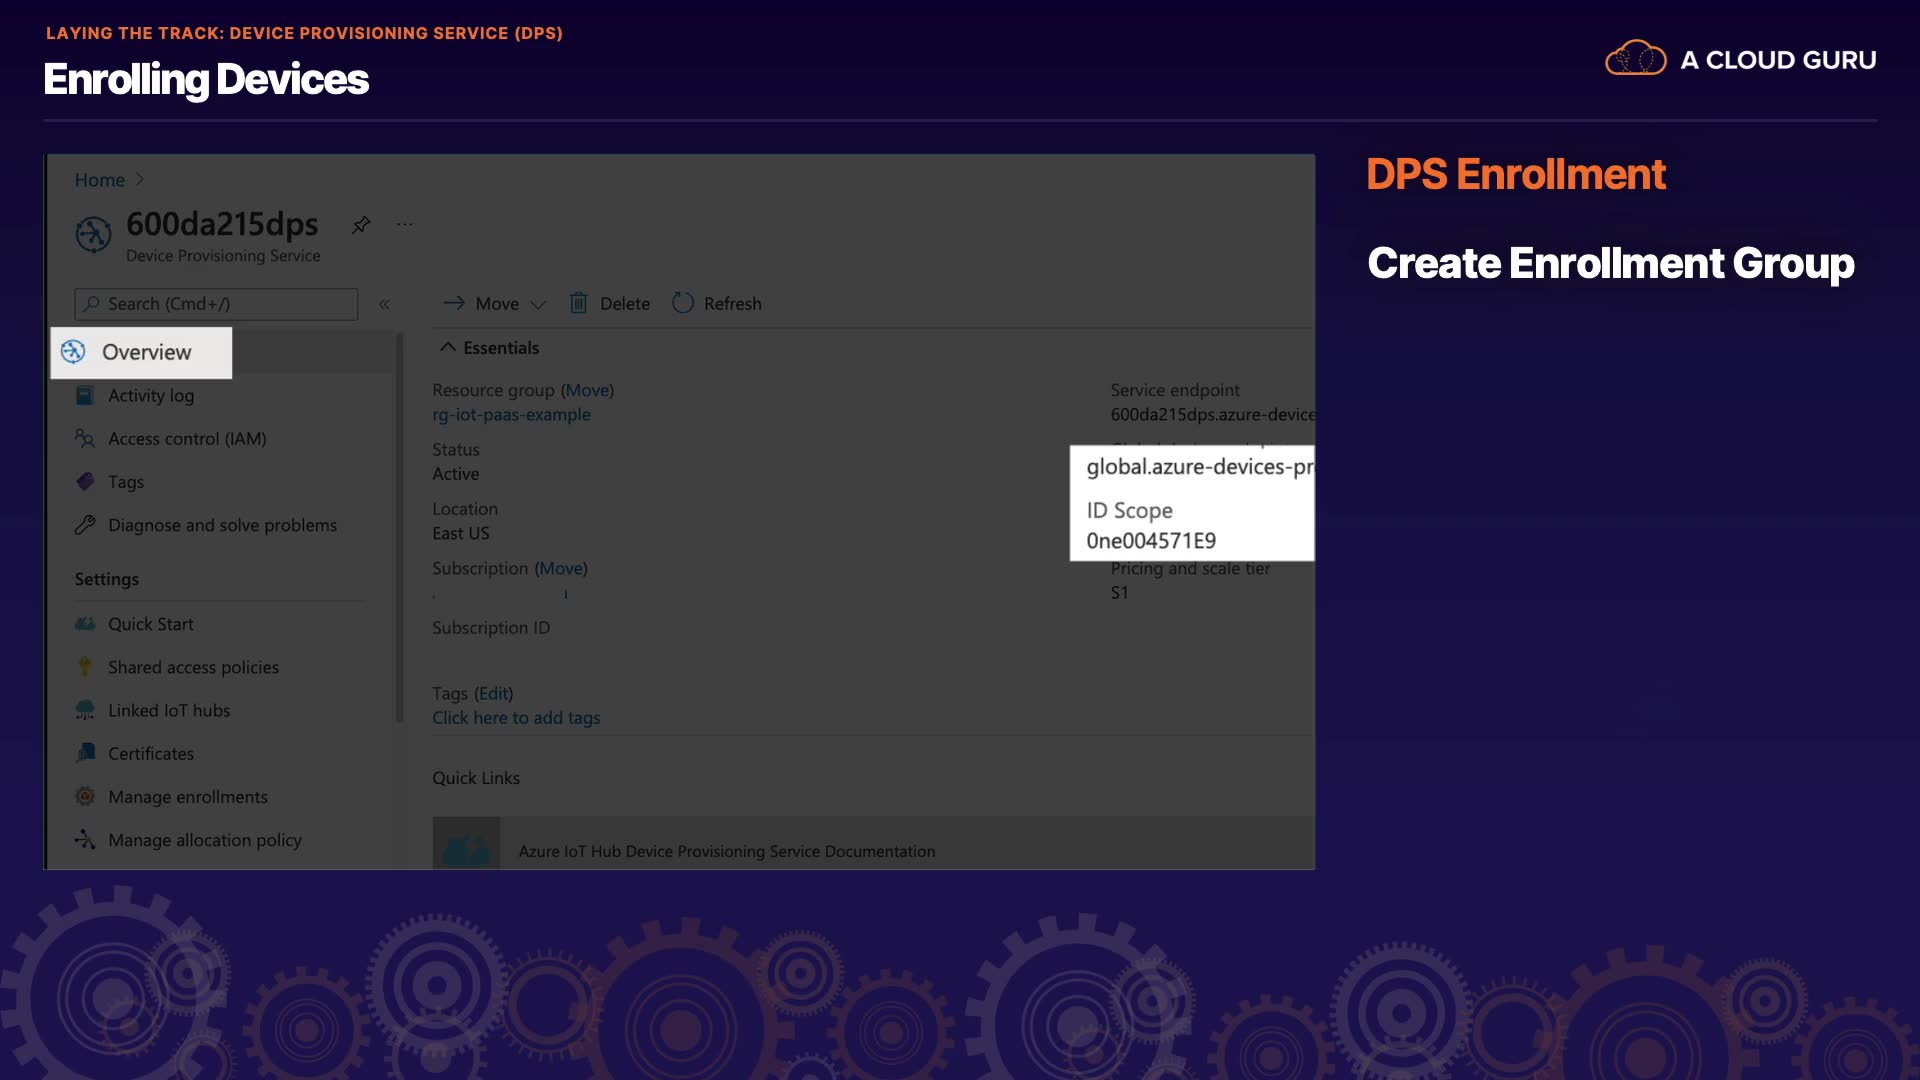 LAYING THE TRACK: DEVICE PROVISIONING SERVICE (DPS)
Enrolling Devices
A CLOUD GURU
DPS Enrollment
Create Enrollment Group
Home
600da215dps
Device Provisioning Service
Search (Cmd+/)
Move
Delete
Refresh
Overview
Activity log
Access control (IAM)
Tags
Diagnose and solve problems
Settings
Quick Start
Shared access policies
Linked IoT hubs
Certificates
Manage enrollments
Manage allocation policy
Essentials
Resource group (Move)
rg-iot-paas-example
Status
Active
Location
East US
Subscription (Move)
Subscription ID
Tags (Edit)
Click here to add tags
Service endpoint
600da215dps.azure-device
global.azure-devices-pr
ID Scope
0ne004571E9
Pricing and scale tier
S1
Quick Links
Azure IoT Hub Device Provisioning Service Documentation